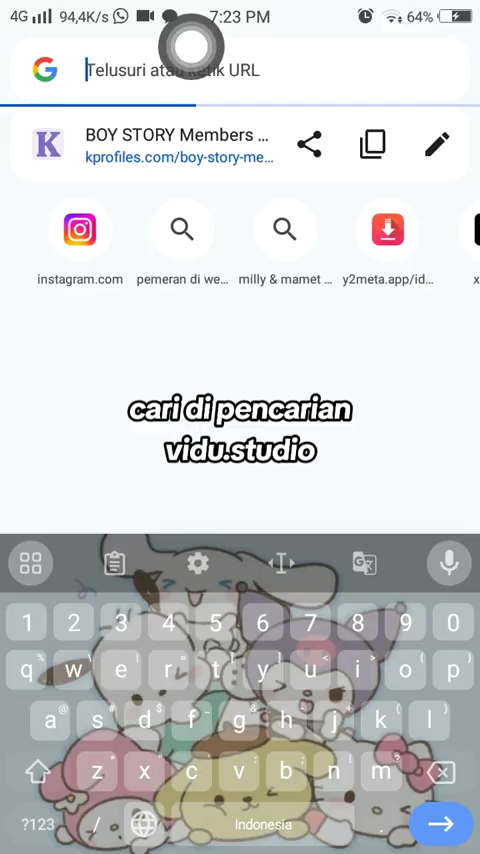 4G 94,4K/s 7:23 PM 64%
Telusuri atau ketik URL
K BOY STORY Members ...
kprofiles.com/boy-story-me...
instagram.com pemeran di we... milly & mamet ... y2meta.app/id... x
cari di pencarian
vidu.studio
1 2 3 4 5 6 7 8 9 0
q w e r t y u i o p
a s d f g h j k l
z x c v b n m
?123 / Indonesia .